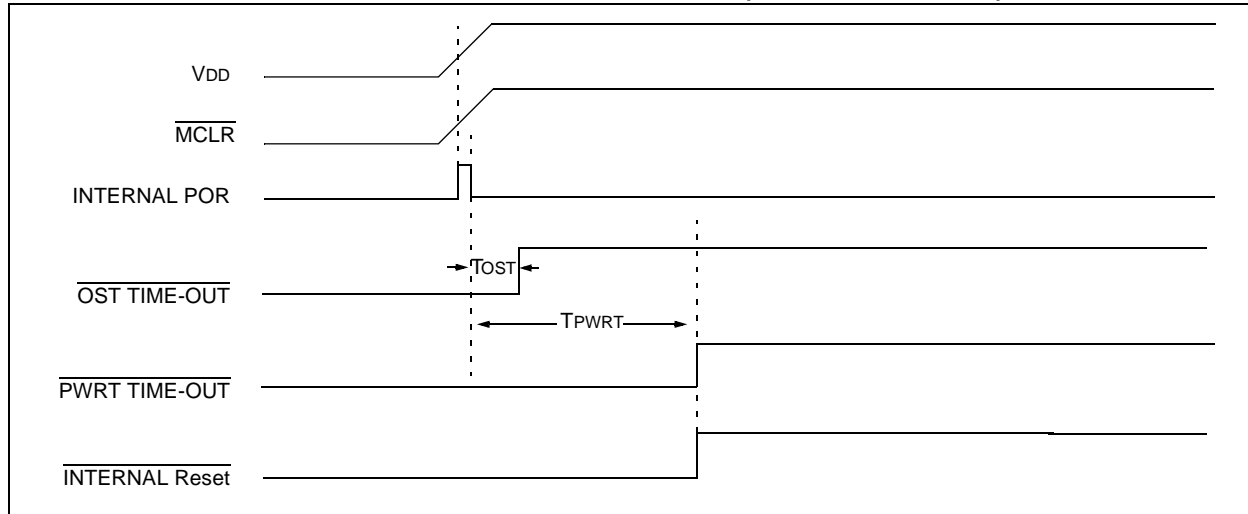 VDD
MCLR
INTERNAL POR
TOST
OST TIME-OUT
TPWRT
PWRT TIME-OUT
INTERNAL Reset